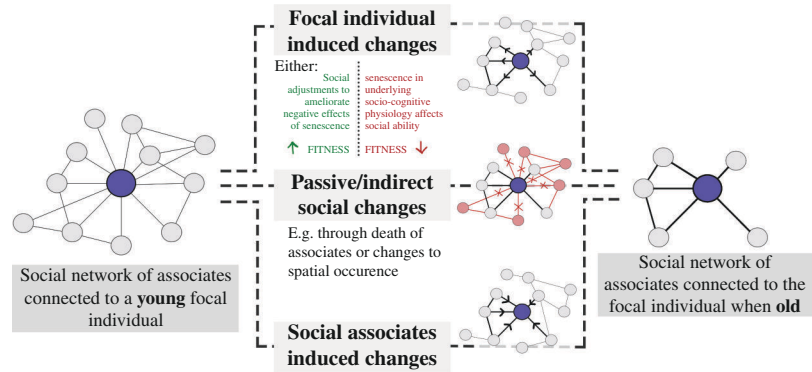 Focal individual
induced changes
Either:
Social
adjustments to
ameliorate
negative effects
of senescence
↑ FITNESS
senescence in
underlying
socio-cognitive
physiology affects
social ability
FITNESS ↓
Social network of associates
connected to a young focal
individual
Passive/indirect
social changes
E.g. through death of
associates or changes to
spatial occurence
Social associates
induced changes
Social network of
associates connected to the
focal individual when old